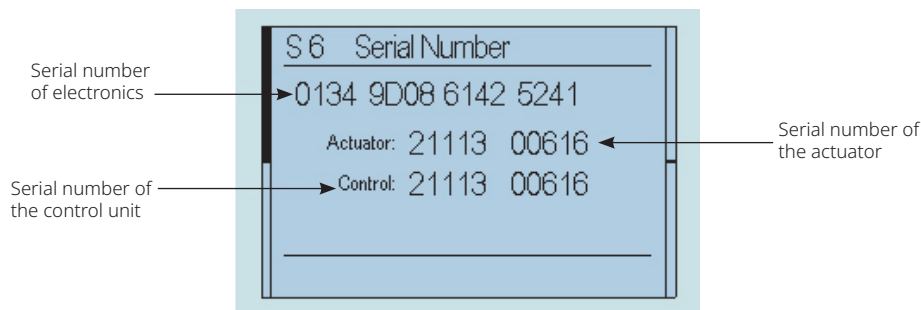 S 6 Serial Number
Serial number
of electronics
0134 9D08 6142 5241
Actuator: 21113 00616
Serial number of
the actuator
Serial number of
the control unit
Control: 21113 00616